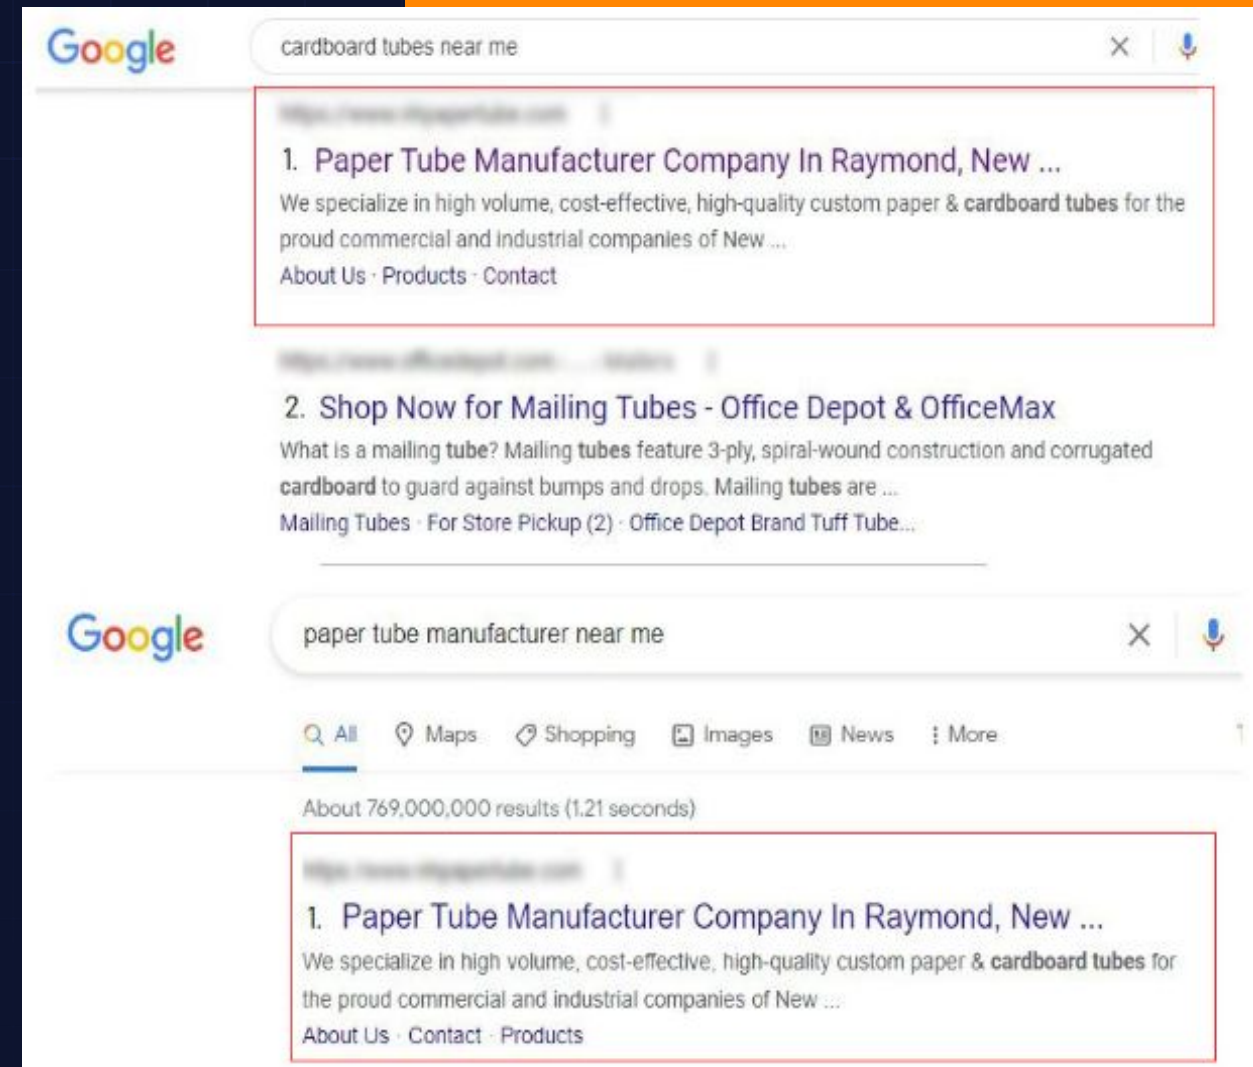 Google
cardboard tubes near me
1. Paper Tube Manufacturer Company In Raymond, New ...
We specialize in high volume, cost-effective, high-quality custom paper & cardboard tubes for the
proud commercial and industrial companies of New ...
About Us · Products · Contact
2. Shop Now for Mailing Tubes - Office Depot & OfficeMax
What is a mailing tube? Mailing tubes feature 3-ply, spiral-wound construction and corrugated
cardboard to guard against bumps and drops. Mailing tubes are ...
Mailing Tubes · For Store Pickup (2) · Office Depot Brand Tuff Tube...
Google
paper tube manufacturer near me
All Maps Shopping Images News More
About 769,000,000 results (1.21 seconds)
1. Paper Tube Manufacturer Company In Raymond, New ...
We specialize in high volume, cost-effective, high-quality custom paper & cardboard tubes for
the proud commercial and industrial companies of New ...
About Us · Contact · Products